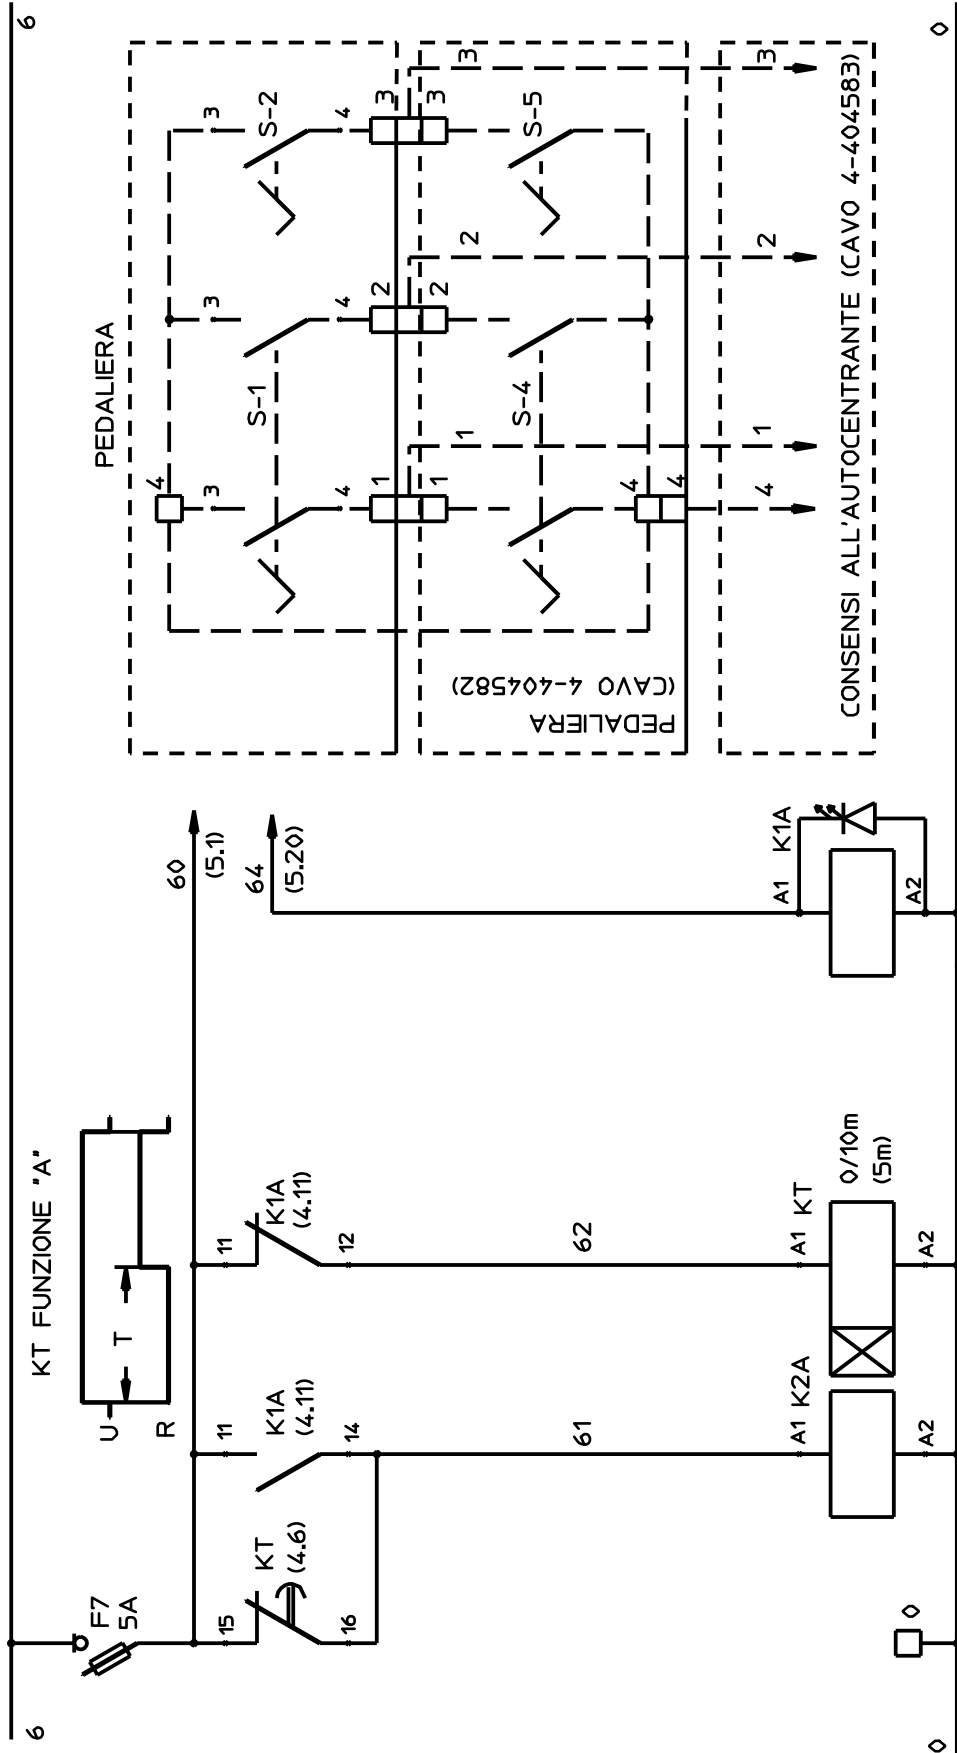 6
6
KT FUNZIONE "A"
U
T
R
F7
5A
60
(5.1)
64
(5.20)
15
KT
(4.6)
16
11
K1A
(4.11)
14
11
K1A
(4.11)
12
61
62
A1
K2A
A2
A1
KT
0/10m
(5m)
A2
A1
K1A
A2
0
0
0
PEDALIERA
4
3
3
3
S-1
S-2
4
4
4
1
2
3
1
2
3
1
2
3
S-4
S-5
4
4
PEDALIERA
(CAVO 4-404582)
4
1
2
3
CONSENSI ALL'AUTOCENTRANTE (CAVO 4-404583)